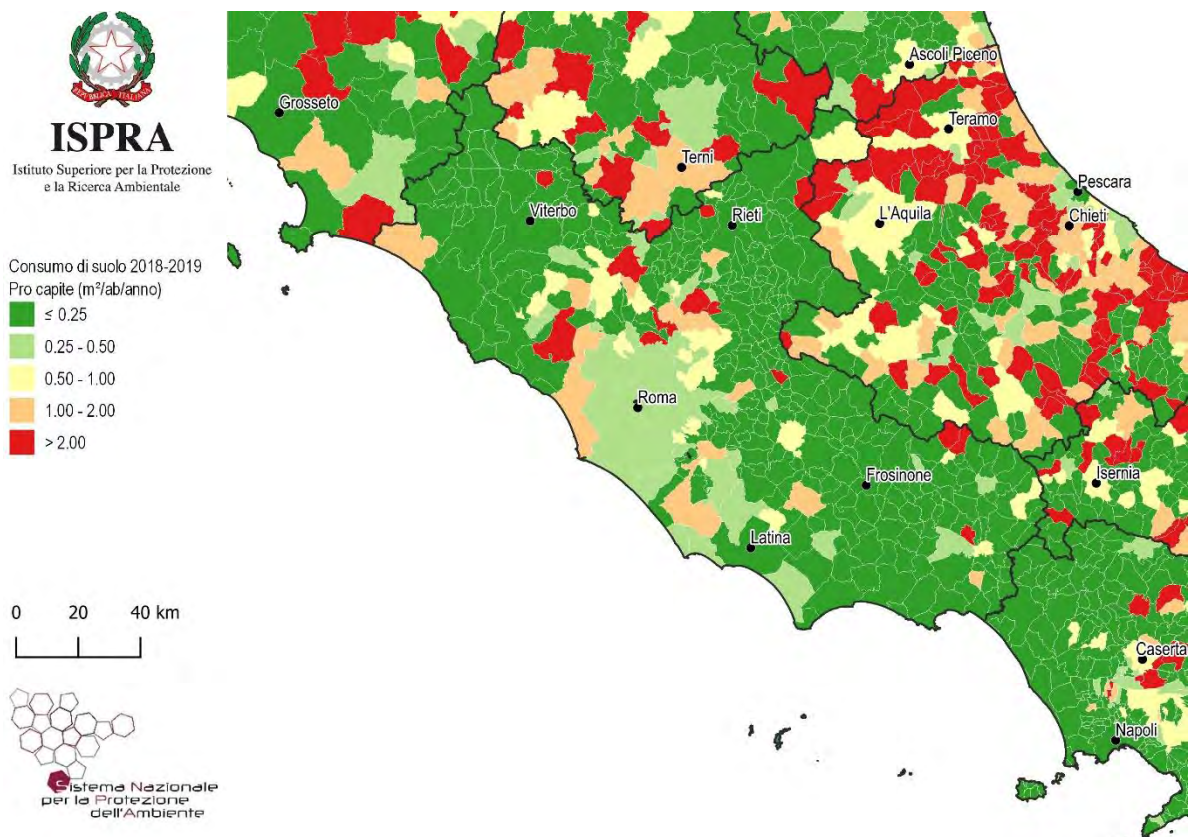 REPVBBLICA ITALIANA
ISPRA
Istituto Superiore per la Protezione
e la Ricerca Ambientale
Consumo di suolo 2018-2019
Pro capite (m²/ab/anno)
≤ 0.25
0.25 - 0.50
0.50 - 1.00
1.00 - 2.00
> 2.00
0 20 40 km
Sistema Nazionale
per la Protezione
dell'Ambiente
Ascoli Piceno
Grosseto
Teramo
Terni
Pescara
Viterbo
Rieti
L'Aquila
Chieti
Roma
Frosinone
Isernia
Latina
Caserta
Napoli